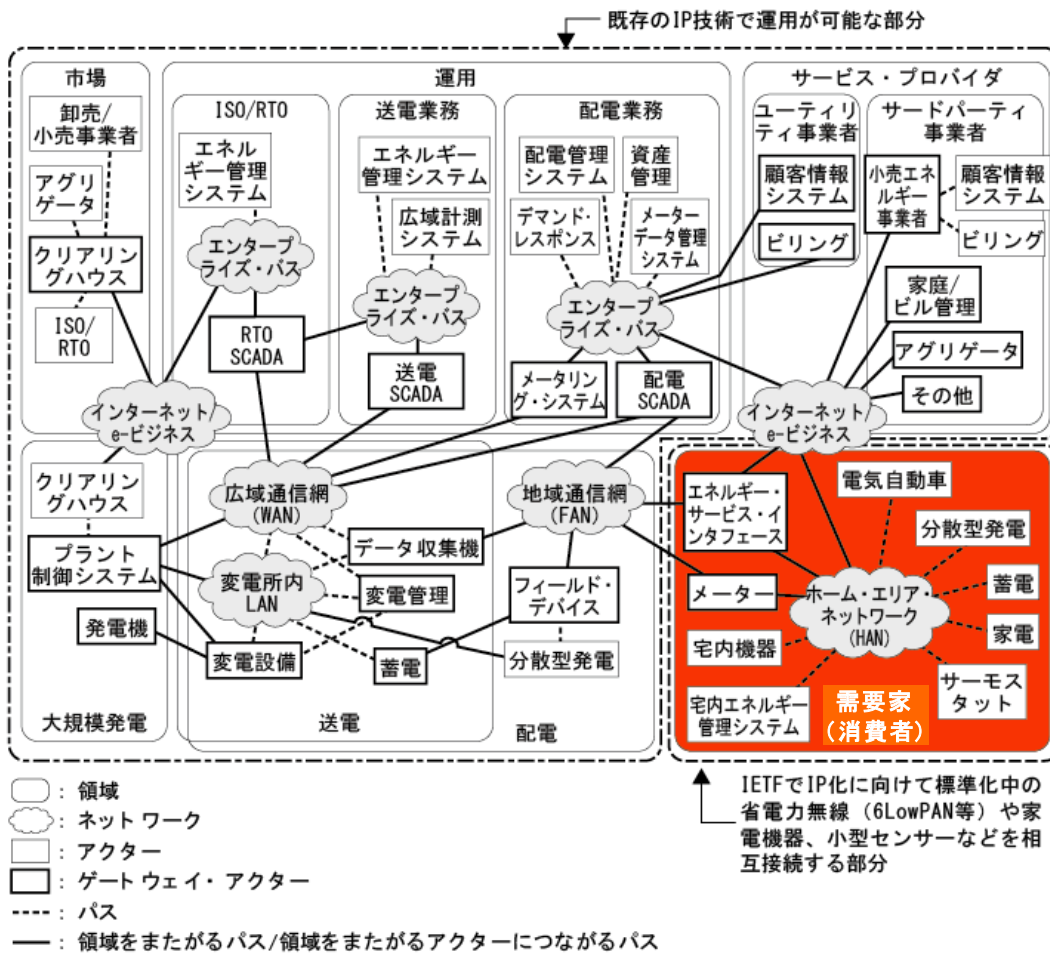 既存のIP技術で運用が可能な部分
市場
卸売/
小売事業者
アグリ
ゲータ
クリアリン
グハウス
ISO/
RTO
運用
ISO/RTO
エネル
ギー管理
システム
エンタープ
ライズ・バス
RTO
SCADA
送電業務
エネルギー
管理システム
広域計測
システム
エンタープ
ライズ・バス
送電
SCADA
配電業務
配電管理
システム
資産
管理
デマンド・
レスポンス
メーター
データ管理
システム
エンタープ
ライズ・バス
メータリン
グ・システム
配電
SCADA
サービス・プロバイダ
ユーティリ
ティ事業者
顧客情報
システム
ビリング
サードパーティ
事業者
小売エネ
ルギー
事業者
顧客情報
システム
ビリング
家庭/
ビル管理
アグリゲータ
その他
インターネット/
e-ビジネス
インターネット/
e-ビジネス
クリアリン
グハウス
プラント
制御システム
発電機
大規模発電
広域通信網
(WAN)
変電所内
LAN
データ収集機
変電管理
変電設備
蓄電
送電
地域通信網
(FAN)
フィールド・
デバイス
分散型発電
配電
エネルギー・
サービス・イ
ンタフェース
メーター
宅内機器
宅内エネルギー
管理システム
電気自動車
分散型発電
蓄電
家電
サーモス
タット
ホーム・エリア・
ネットワーク
(HAN)
需要家
(消費者)
: 領域
: ネットワーク
: アクター
: ゲートウェイ・アクター
: パス
: 領域をまたがるパス/領域をまたがるアクターにつながるパス
IETFでIP化に向けて標準化中の
省電力無線（6LowPAN等）や家
電機器、小型センサーなどを相
互接続する部分